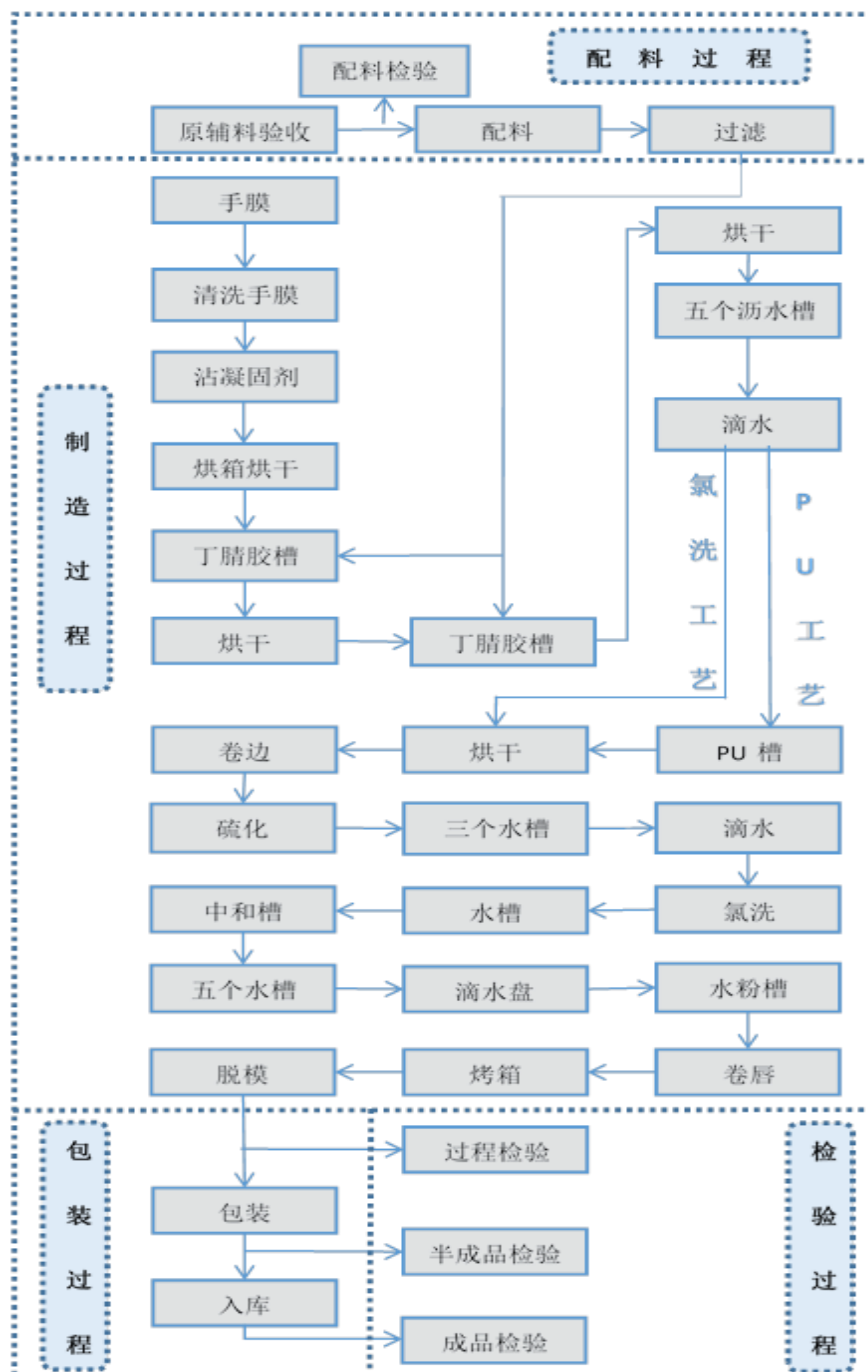 配料过程
配料检验
原辅料验收
配料
过滤
手膜
烘干
清洗手膜
五个沥水槽
沾凝固剂
滴水
制造过程
烘箱烘干
氯洗工艺
PU工艺
丁腈胶槽
烘干
丁腈胶槽
卷边
烘干
PU 槽
硫化
三个水槽
滴水
中和槽
水槽
氯洗
五个水槽
滴水盘
水粉槽
脱模
烤箱
卷唇
包装过程
过程检验
检验过程
包装
半成品检验
入库
成品检验